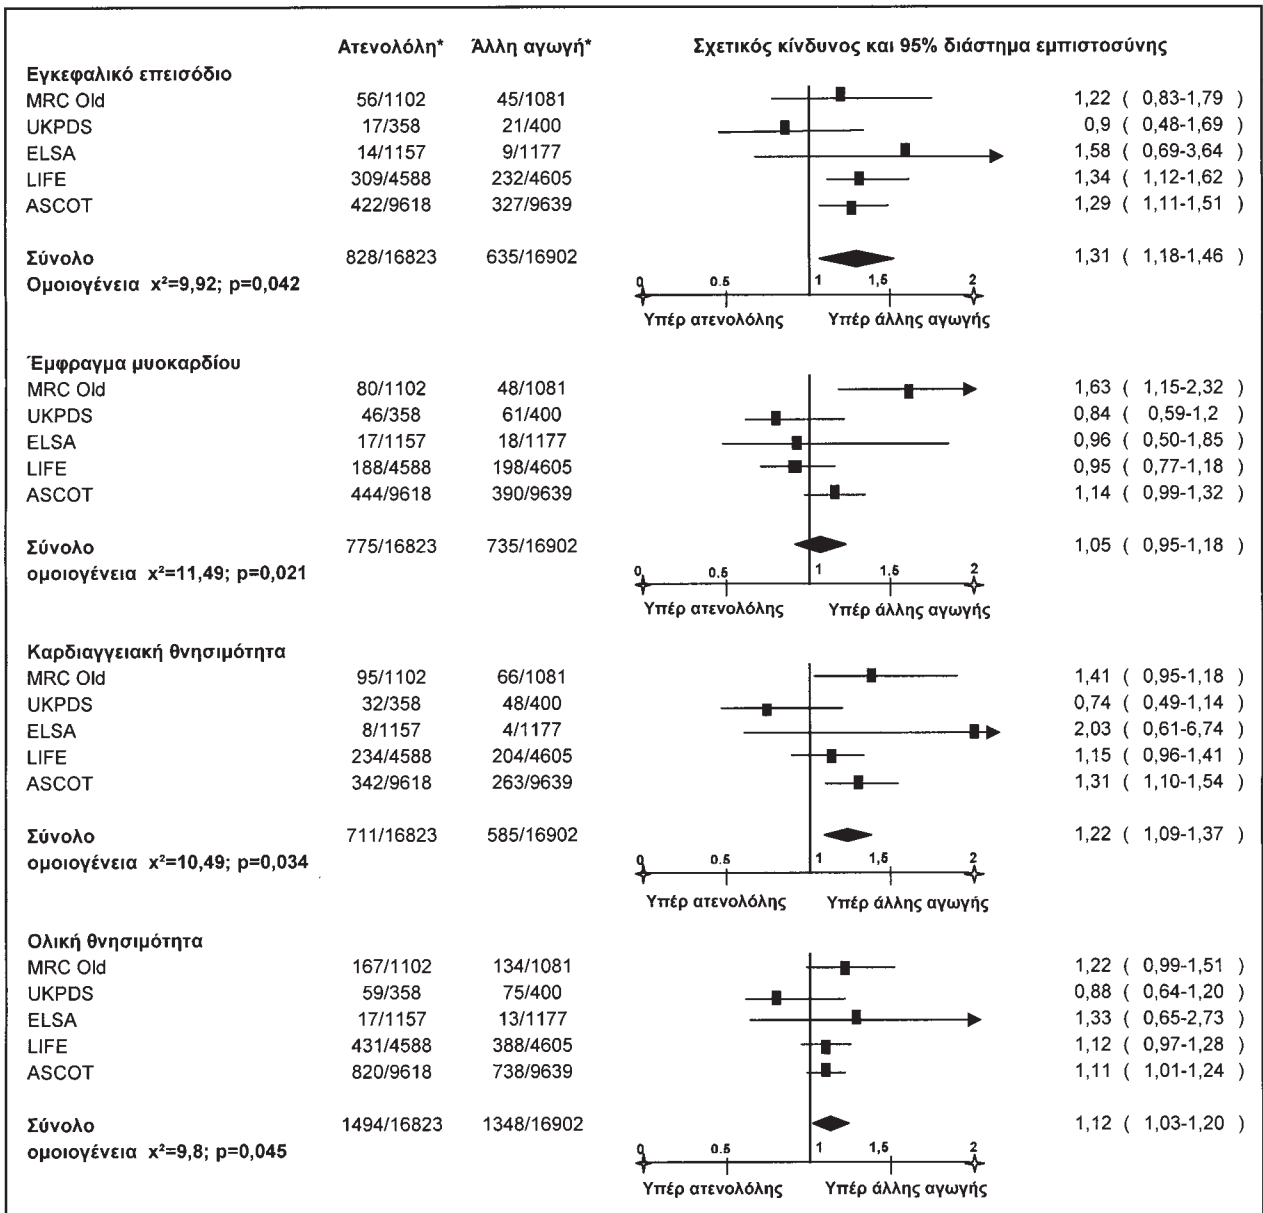 Ατενολόλη* Άλλη αγωγή* Σχετικός κίνδυνος και 95% διάστημα εμπιστοσύνης
Εγκεφαλικό επεισόδιο
MRC Old 56/1102 45/1081 1,22 ( 0,83-1,79 )
UKPDS 17/358 21/400 0,9 ( 0,48-1,69 )
ELSA 14/1157 9/1177 1,58 ( 0,69-3,64 )
LIFE 309/4588 232/4605 1,34 ( 1,12-1,62 )
ASCOT 422/9618 327/9639 1,29 ( 1,11-1,51 )
Σύνολο 828/16823 635/16902 1,31 ( 1,18-1,46 )
Ομοιογένεια x²=9,92; p=0,042
0 0.5 1 1,5 2
Υπέρ ατενολόλης Υπέρ άλλης αγωγής
Έμφραγμα μυοκαρδίου
MRC Old 80/1102 48/1081 1,63 ( 1,15-2,32 )
UKPDS 46/358 61/400 0,84 ( 0,59-1,2 )
ELSA 17/1157 18/1177 0,96 ( 0,50-1,85 )
LIFE 188/4588 198/4605 0,95 ( 0,77-1,18 )
ASCOT 444/9618 390/9639 1,14 ( 0,99-1,32 )
Σύνολο 775/16823 735/16902 1,05 ( 0,95-1,18 )
ομοιογένεια x²=11,49; p=0,021
0 0.5 1 1.5 2
Υπέρ ατενολόλης Υπέρ άλλης αγωγής
Καρδιαγγειακή θνησιμότητα
MRC Old 95/1102 66/1081 1,41 ( 0,95-1,18 )
UKPDS 32/358 48/400 0,74 ( 0,49-1,14 )
ELSA 8/1157 4/1177 2,03 ( 0,61-6,74 )
LIFE 234/4588 204/4605 1,15 ( 0,96-1,41 )
ASCOT 342/9618 263/9639 1,31 ( 1,10-1,54 )
Σύνολο 711/16823 585/16902 1,22 ( 1,09-1,37 )
ομοιογένεια x²=10,49; p=0,034
0 0.5 1 1,5 2
Υπέρ ατενολόλης Υπέρ άλλης αγωγής
Ολική θνησιμότητα
MRC Old 167/1102 134/1081 1,22 ( 0,99-1,51 )
UKPDS 59/358 75/400 0,88 ( 0,64-1,20 )
ELSA 17/1157 13/1177 1,33 ( 0,65-2,73 )
LIFE 431/4588 388/4605 1,12 ( 0,97-1,28 )
ASCOT 820/9618 738/9639 1,11 ( 1,01-1,24 )
Σύνολο 1494/16823 1348/16902 1,12 ( 1,03-1,20 )
ομοιογένεια x²=9,8; p=0,045
0 0.5 1 1,5 2
Υπέρ ατενολόλης Υπέρ άλλης αγωγής